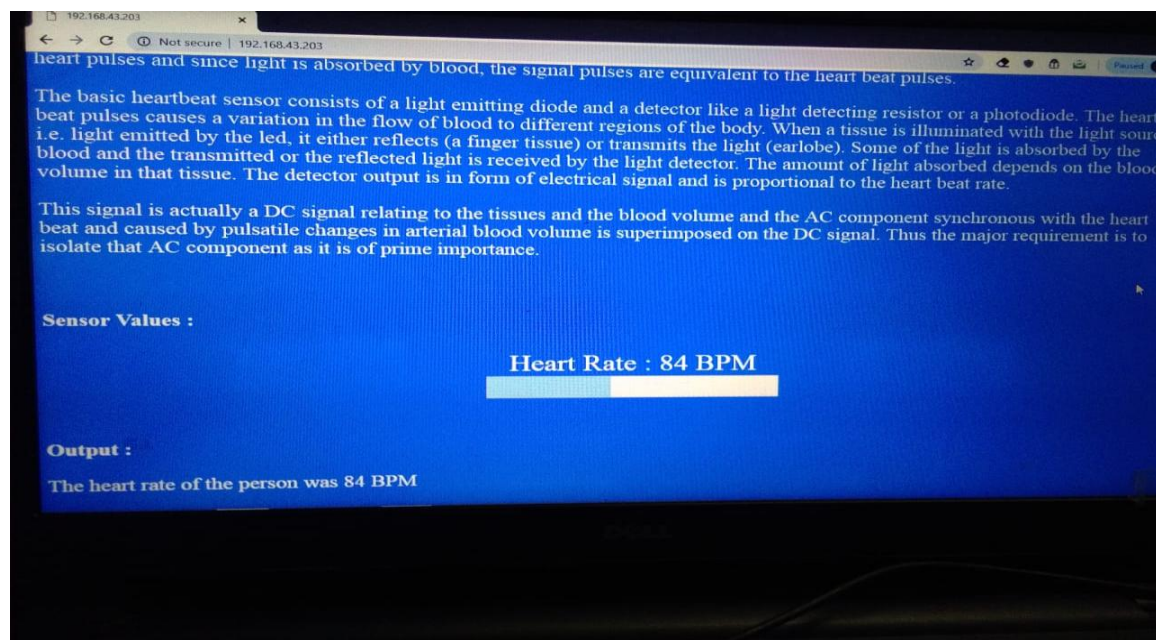 192.168.43.203
Not secure | 192.168.43.203
Paused
heart pulses and since light is absorbed by blood, the signal pulses are equivalent to the heart beat pulses.
The basic heartbeat sensor consists of a light emitting diode and a detector like a light detecting resistor or a photodiode. The heart
beat pulses causes a variation in the flow of blood to different regions of the body. When a tissue is illuminated with the light sourc
i.e. light emitted by the led, it either reflects (a finger tissue) or transmits the light (earlobe). Some of the light is absorbed by the
blood and the transmitted or the reflected light is received by the light detector. The amount of light absorbed depends on the blood
volume in that tissue. The detector output is in form of electrical signal and is proportional to the heart beat rate.
This signal is actually a DC signal relating to the tissues and the blood volume and the AC component synchronous with the heart
beat and caused by pulsatile changes in arterial blood volume is superimposed on the DC signal. Thus the major requirement is to
isolate that AC component as it is of prime importance.
Sensor Values :
Heart Rate : 84 BPM
Output :
The heart rate of the person was 84 BPM
DELL